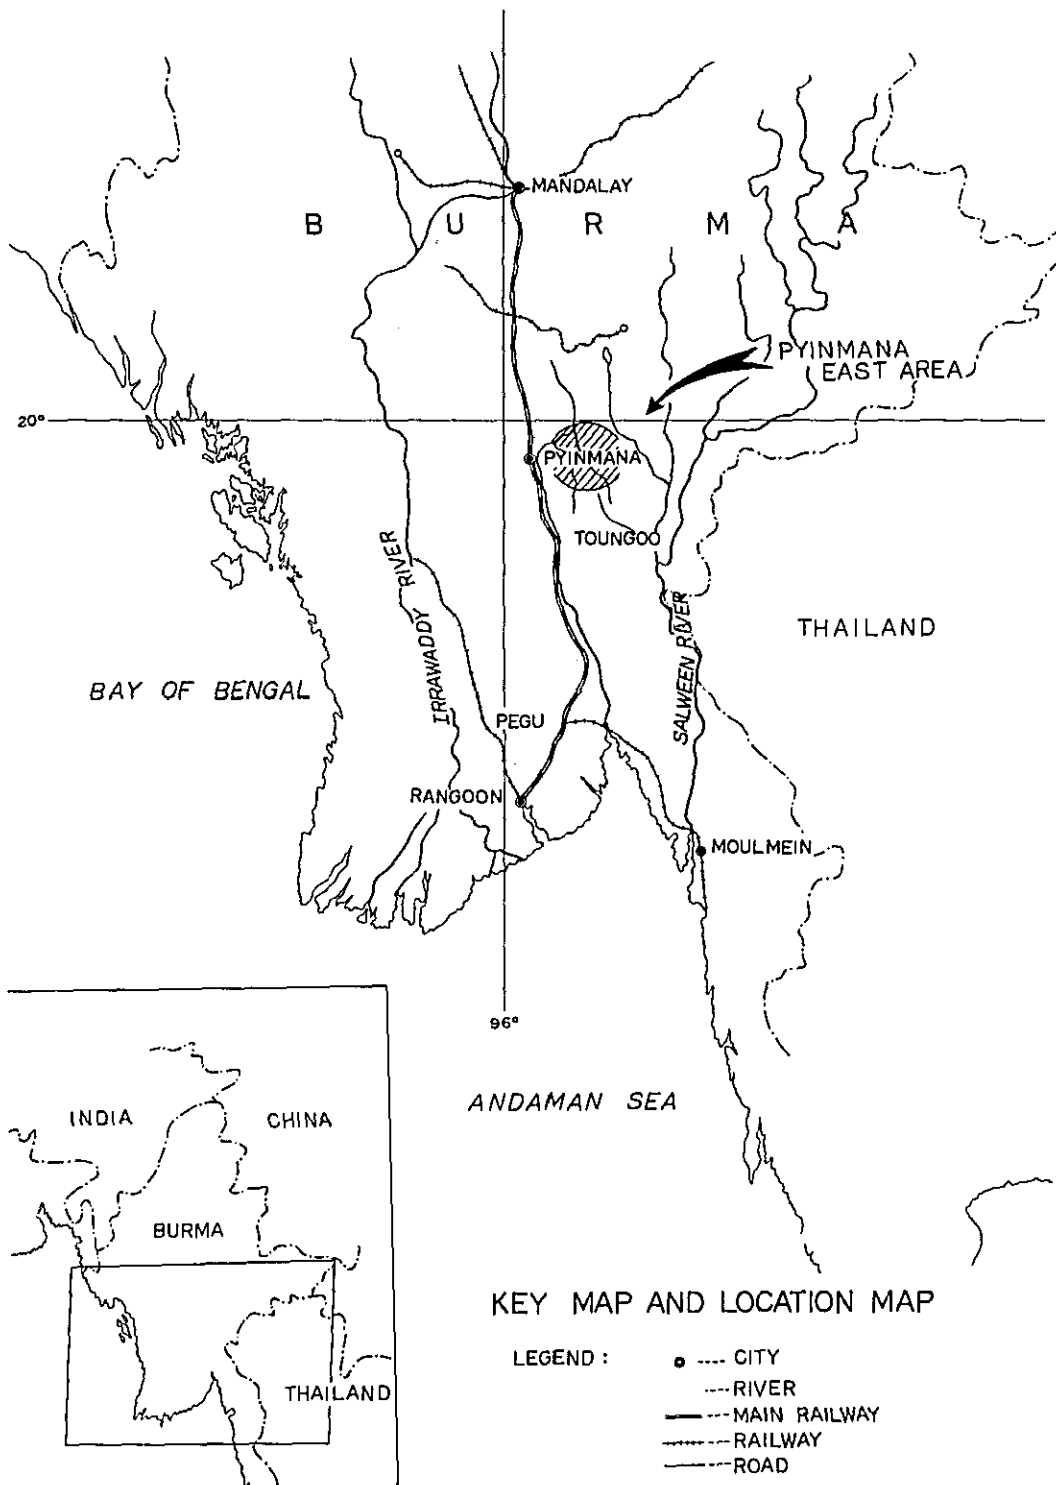 MANDALAY
B U R M A
PYINMANA
EAST AREA
20°
PYINMANA
TOUNGOO
IRRAWADDY RIVER
SALWEEN RIVER
THAILAND
BAY OF BENGAL
PEGU
RANGOON
MOULMEIN
96°
ANDAMAN SEA
INDIA
CHINA
BURMA
THAILAND
KEY MAP AND LOCATION MAP
LEGEND :
CITY
RIVER
MAIN RAILWAY
RAILWAY
ROAD